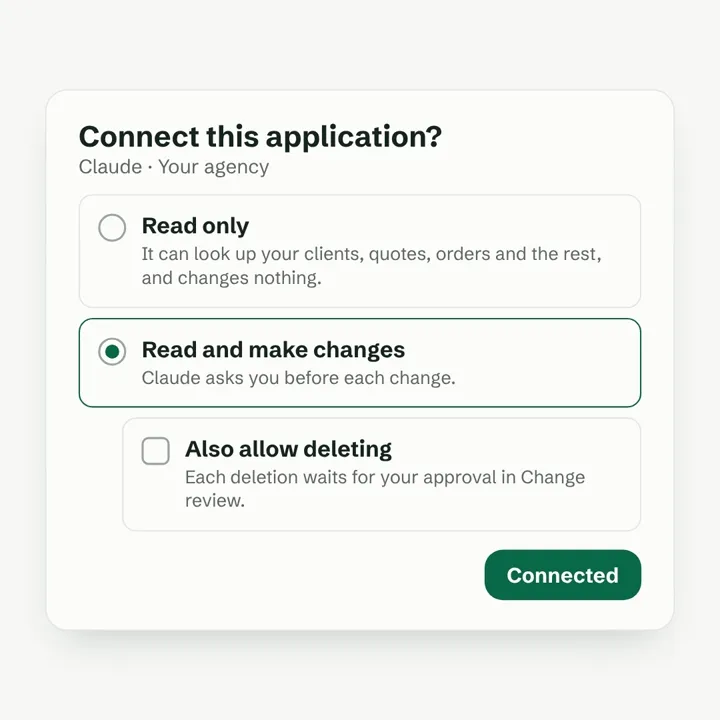 Connect this application?
Claude · Your agency
Read only
It can look up your clients, quotes, orders and the rest,
and changes nothing.
Read and make changes
Claude asks you before each change.
Also allow deleting
Each deletion waits for your approval in Change
review.
Connected